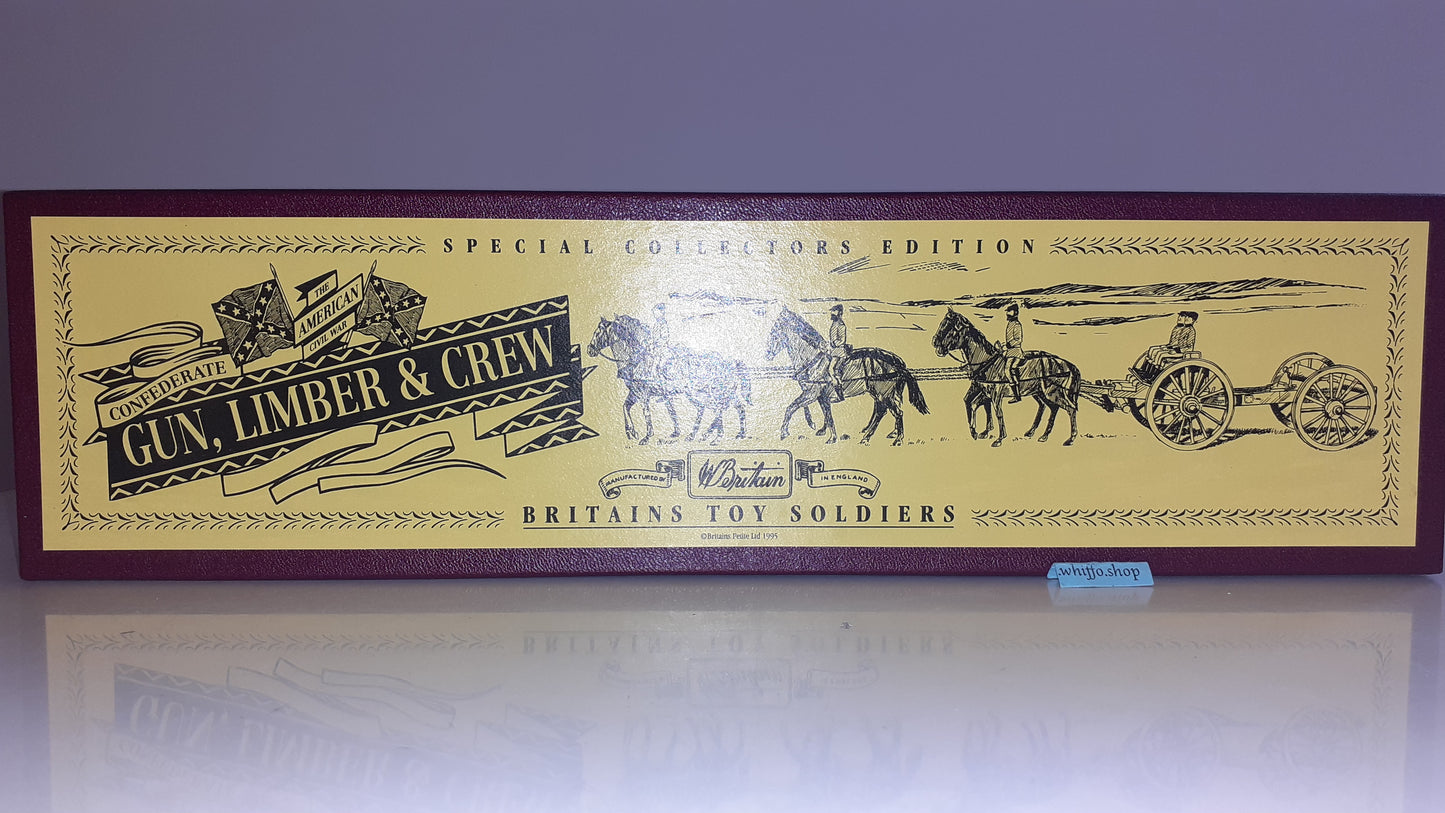 SPECIAL COLLECTORS EDITION
THE
AMERICAN
CIVIL WAR
CONFEDERATE
GUN, LIMBER & CREW
MANUFACTURED BY
W Britain
IN ENGLAND
BRITAINS TOY SOLDIERS
©Britains Petite Ltd 1995
.whiffo.shop